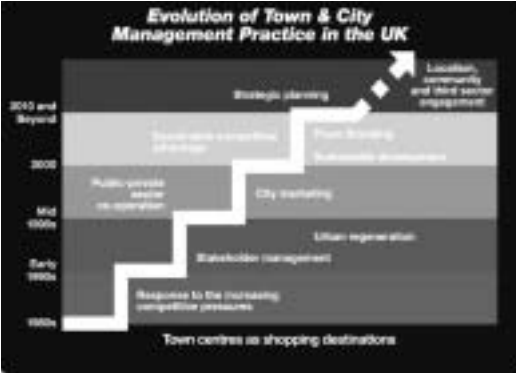 Evolution of Town & City
Management Practice in the UK
Location,
community
and third sector
engagement
Strategic planning
2010 and
Beyond
Sustainable competitive
advantage
Place Branding
Sustainable development
2000
Public-private
sector
co-operation
City marketing
Mid
1990s
Urban regeneration
Stakeholder management
Early
1990s
Response to the increasing
competitive pressures
1980s
Town centres as shopping destinations